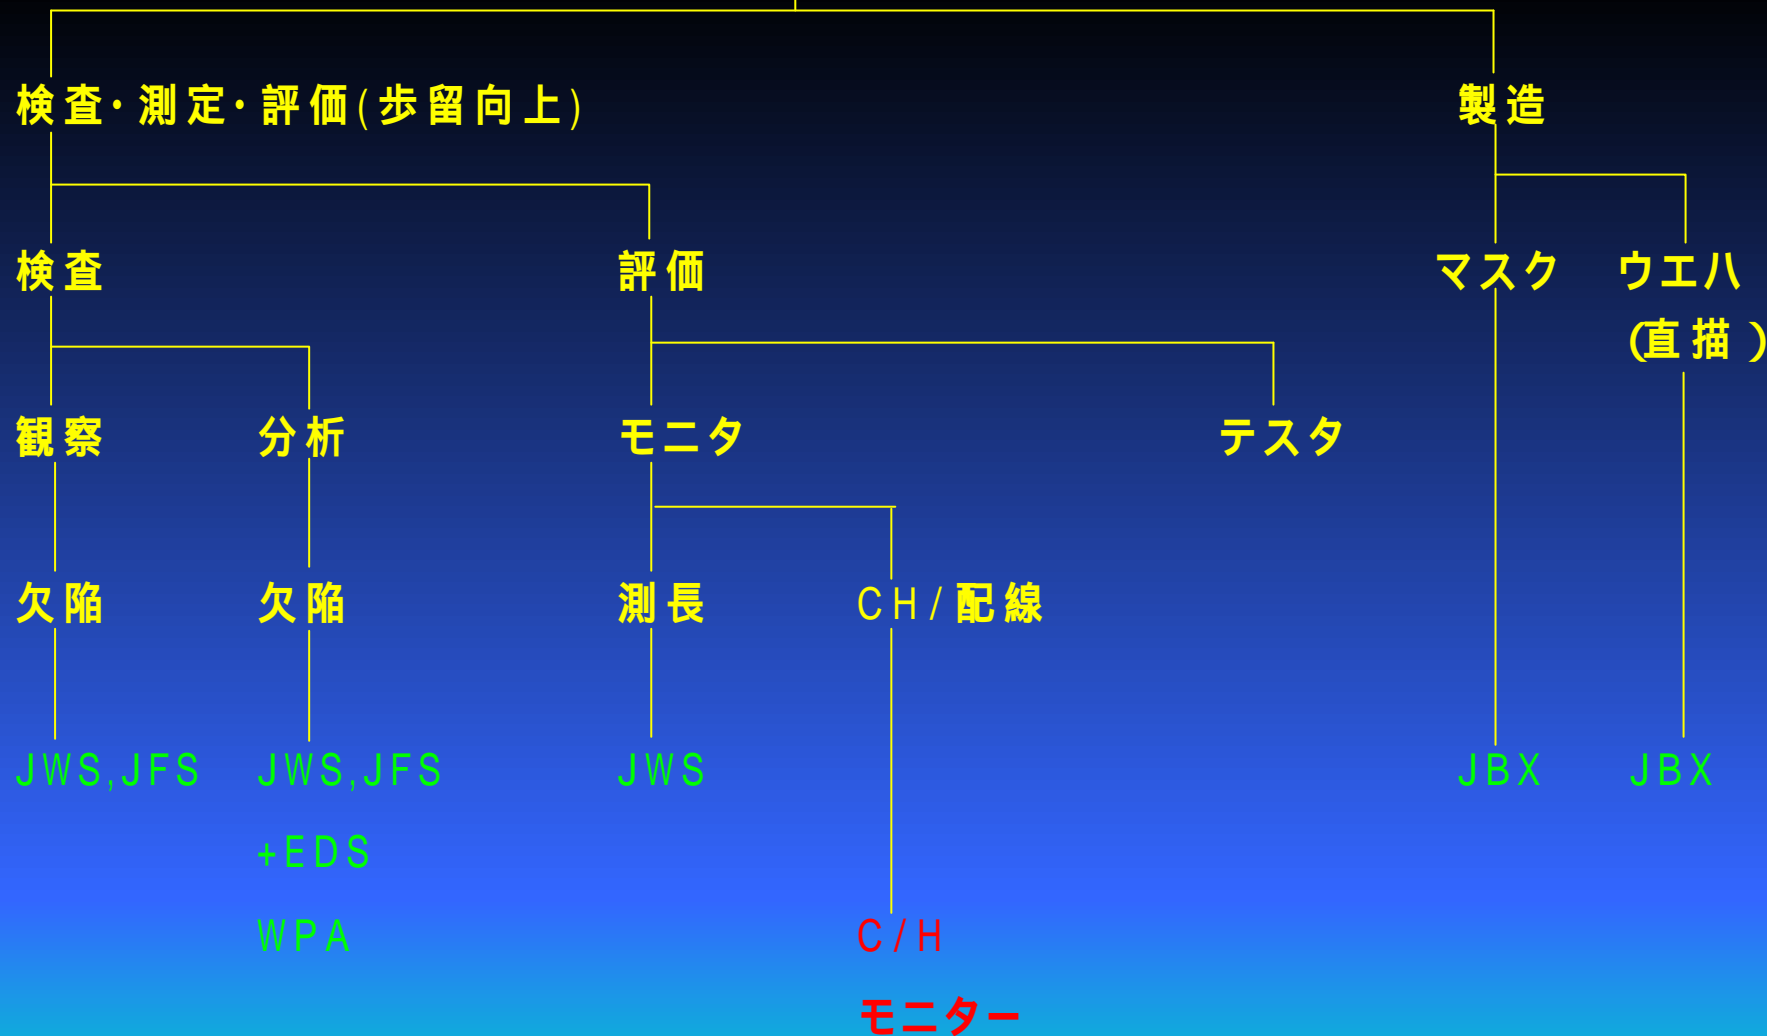 検査・測定・評価(歩留向上) 製造
検査 評価 マスク ウエハ
(直描)
観察 分析 モニタ テスタ
欠陥 欠陥 測長 CH/配線
JWS,JFS JWS,JFS JWS JBX JBX
+EDS
WPA C/H
モニター